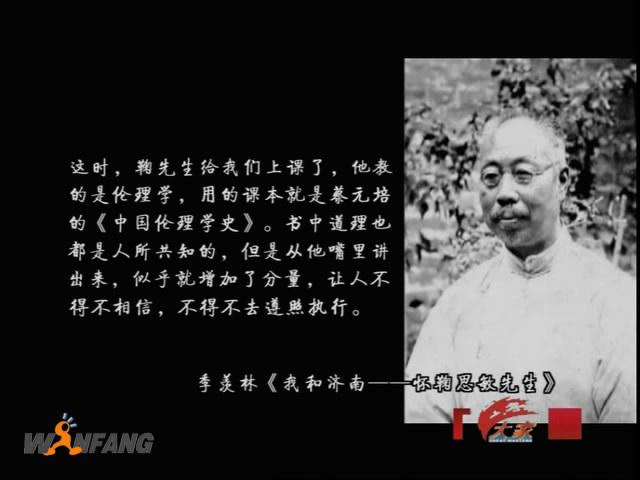 这时，鞠先生给我们上课了，他教
的是伦理学，用的课本就是蔡元培
的《中国伦理学史》。书中道理也
都是人所共知的，但是从他嘴里讲
出来，似乎就增加了分量，让人不
得不相信，不得不去遵照执行。
季羡林《我和济南——怀鞠思敏先生》
大家
GREAT MASTERS
WANFANG